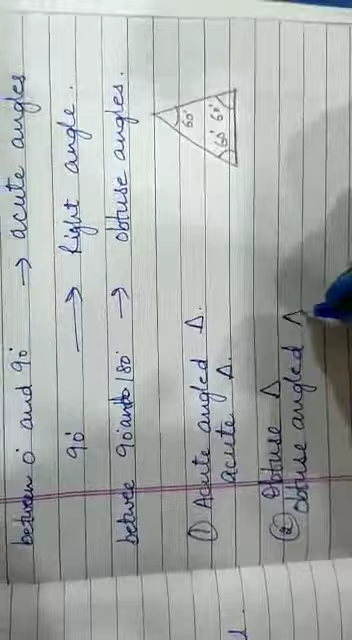 between 0° and 90° → acute angles
90° → Right angle.
betwee 90° and 180° → obtuse angles.
① Acute angled Δ.
acute Δ.
60°
60° 60°
② Obtuse Δ
Obtuse angled Δ